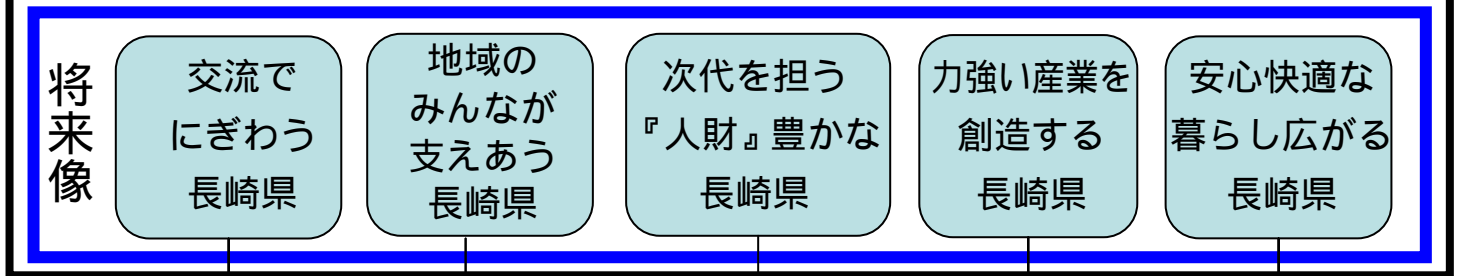 将来像
交流で
にぎわう
長崎県
地域の
みんなが
支えあう
長崎県
次代を担う
『人財』豊かな
長崎県
力強い産業を
創造する
長崎県
安心快適な
暮らし広がる
長崎県